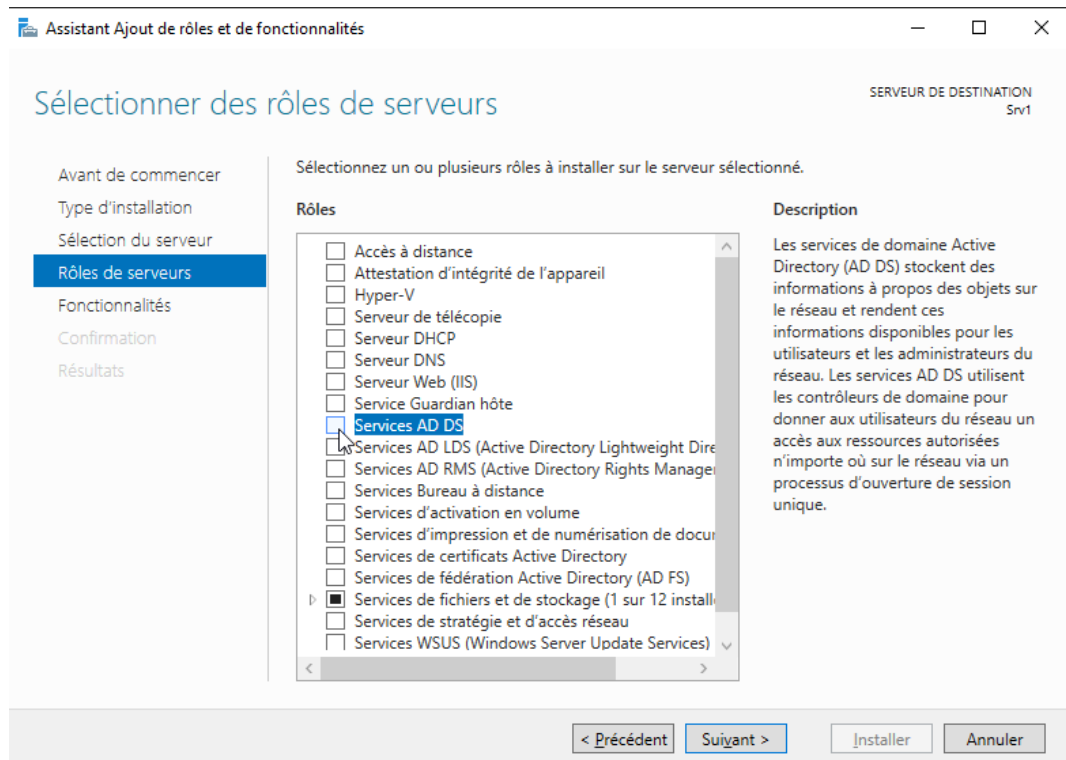 Assistant Ajout de rôles et de fonctionnalités
Sélectionner des rôles de serveurs
SERVEUR DE DESTINATION
Srv1
Avant de commencer
Type d'installation
Sélection du serveur
Rôles de serveurs
Fonctionnalités
Confirmation
Résultats
Sélectionnez un ou plusieurs rôles à installer sur le serveur sélectionné.
Rôles
Accès à distance
Attestation d'intégrité de l'appareil
Hyper-V
Serveur de télécopie
Serveur DHCP
Serveur DNS
Serveur Web (IIS)
Service Guardian hôte
Services AD DS
Services AD LDS (Active Directory Lightweight Dire
Services AD RMS (Active Directory Rights Manage
Services Bureau à distance
Services d'activation en volume
Services d'impression et de numérisation de docu
Services de certificats Active Directory
Services de fédération Active Directory (AD FS)
Services de fichiers et de stockage (1 sur 12 install
Services de stratégie et d'accès réseau
Services WSUS (Windows Server Update Services)
Description
Les services de domaine Active
Directory (AD DS) stockent des
informations à propos des objets sur
le réseau et rendent ces
informations disponibles pour les
utilisateurs et les administrateurs du
réseau. Les services AD DS utilisent
les contrôleurs de domaine pour
donner aux utilisateurs du réseau un
accès aux ressources autorisées
n'importe où sur le réseau via un
processus d'ouverture de session
unique.
< Précédent
Suivant >
Installer
Annuler